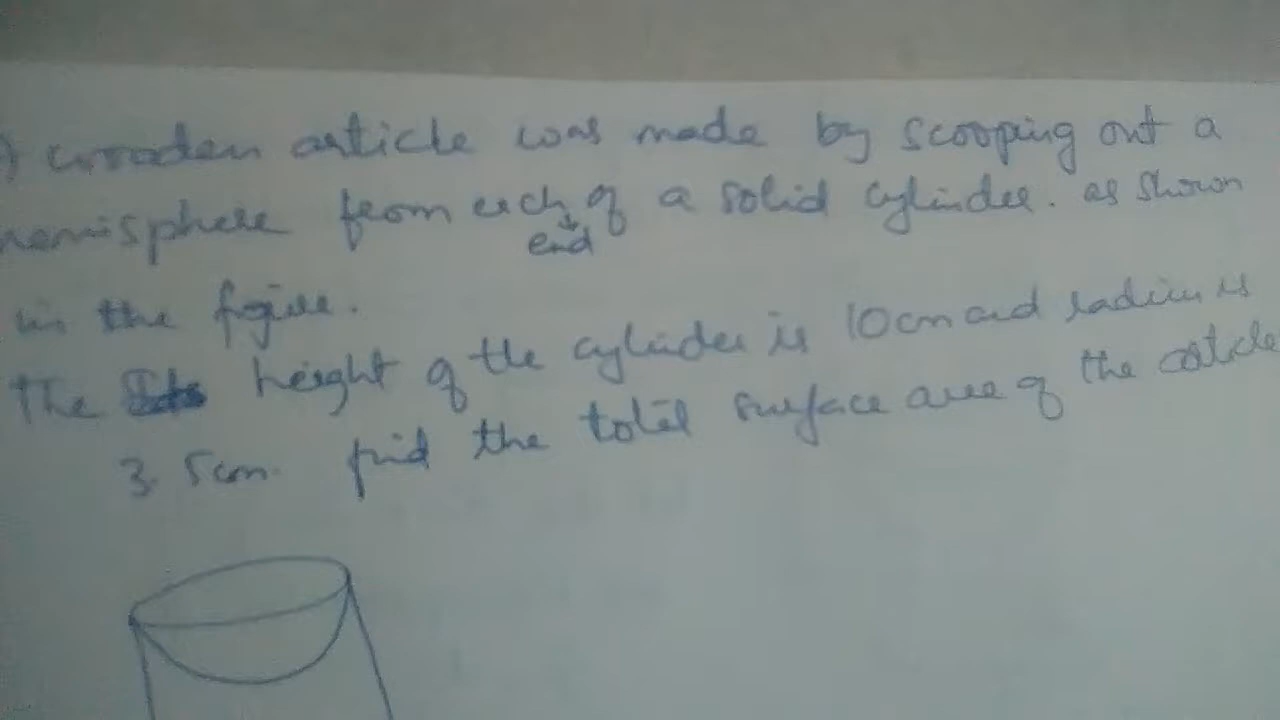 ) wooden article was made by scooping out a
hemisphere from each of a solid cylinder. as shown
end
in the figure.
The height of the cylinder is 10cm and radius is
3.5cm. find the total surface area of the article